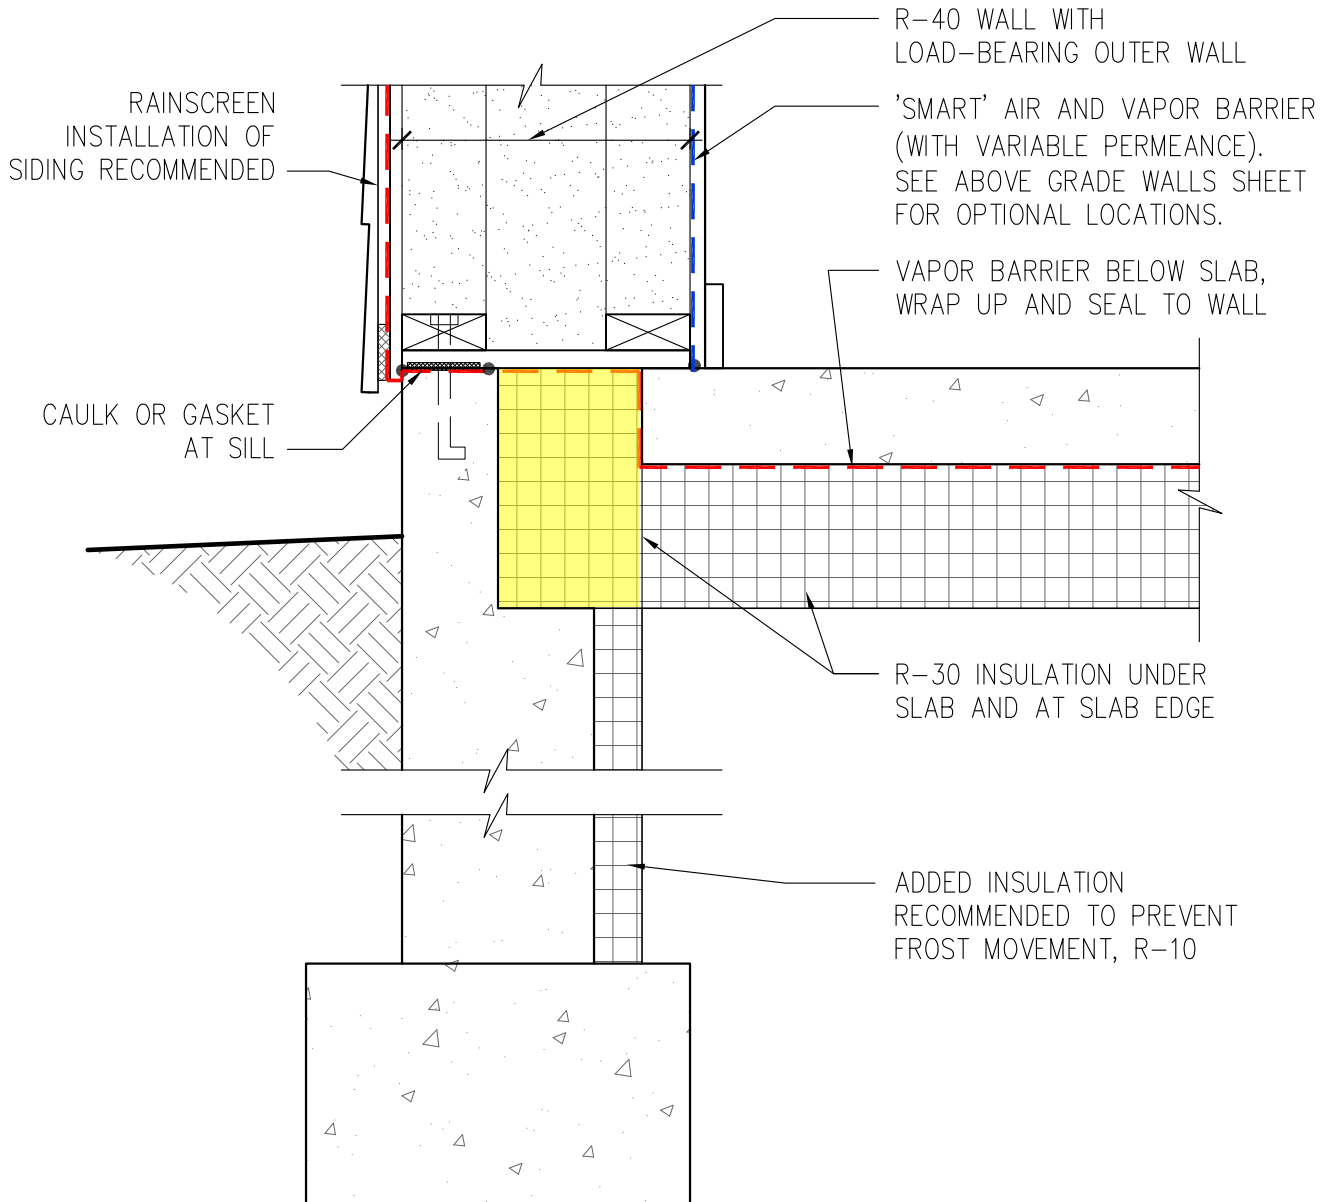 R-40 WALL WITH
LOAD-BEARING OUTER WALL
RAINSCREEN
INSTALLATION OF
SIDING RECOMMENDED
'SMART' AIR AND VAPOR BARRIER
(WITH VARIABLE PERMEANCE).
SEE ABOVE GRADE WALLS SHEET
FOR OPTIONAL LOCATIONS.
VAPOR BARRIER BELOW SLAB,
WRAP UP AND SEAL TO WALL
CAULK OR GASKET
AT SILL
R-30 INSULATION UNDER
SLAB AND AT SLAB EDGE
ADDED INSULATION
RECOMMENDED TO PREVENT
FROST MOVEMENT, R-10